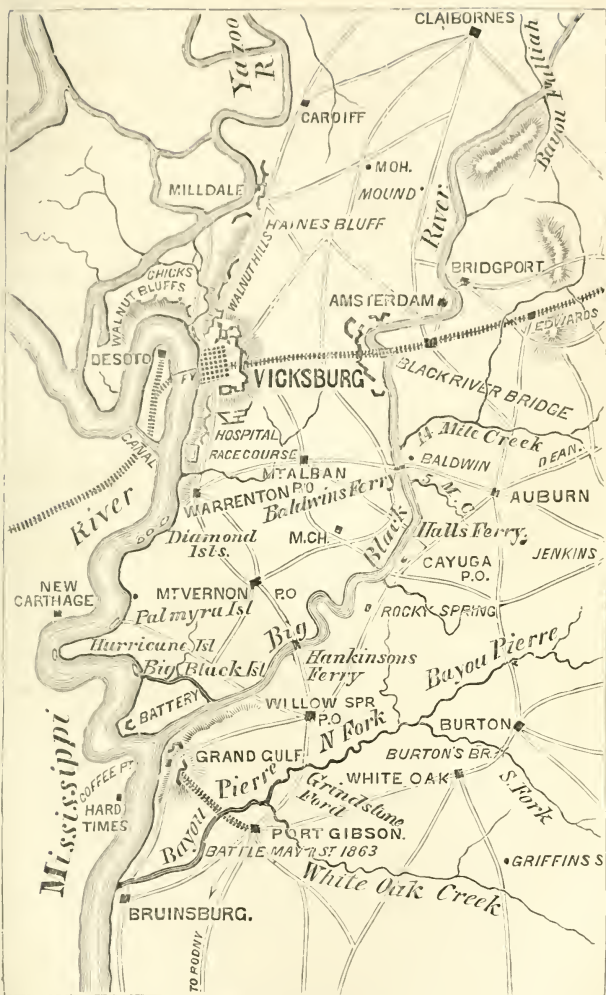 CLAIBORNES
Yazoo R
CARDIFF
Bayou
MOH.
MOUND
MILLDALE
HAINES BLUFF
River
WALNUT HILLS
CHICKS
WALNUT BLUFFS
BRIDGPORT
AMSTERDAM
EDWARDS
DESOTO
FY
VICKSBURG
BLACK RIVER BRIDGE
CANAL
HOSPITAL
RACECOURSE
14 Mile Creek
DEAN.
BALDWIN
MT ALBAN
P.O
5 M. C.
River
WARRENTON
Baldwins Ferry
AUBURN
Diamond
Isls.
M.CH.
Black
Halls Ferry
JENKINS
CAYUGA
P.O.
NEW
CARTHAGE
MT VERNON P.O
Palmyra Isl
ROCKY SPRING
Hurricane Isl
Big
Big Black Isl
Hankinsons
Ferry
Bayou Pierre
BATTERY
WILLOW SPR
P.O
N Fork
BURTON
GRAND GULF
BURTON'S BR.
Mississippi
COFFEE PT.
Bayou Pierre
WHITE OAK
S. Fork
HARD
TIMES
Grindstone
Ford
PORT GIBSON.
BATTLE MAY 1ST 1863
GRIFFINS S
White Oak Creek
BRUINSBURG.
TO RODNY